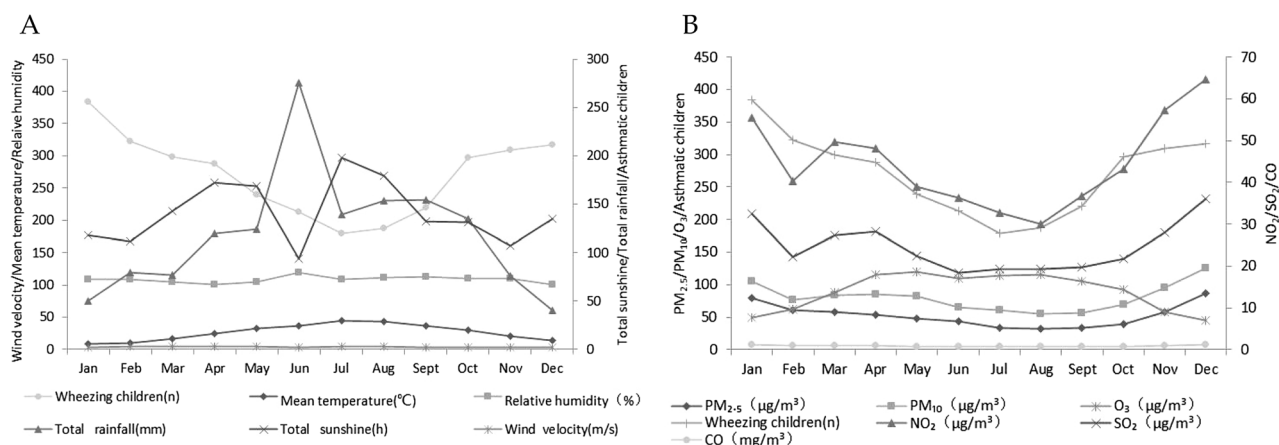 A
B
Wind velocity/Mean temperature/Relaive humidity
450
400
350
300
250
200
150
100
50
0
300
250
200
150
100
50
0
Total sunshine/Total rainfall/Asthmatic children
Jan Feb Mar Apr May Jun Jul Aug Sept Oct Nov Dec
Wheezing children(n) Mean temperature(℃) Relative humidity (%)
Total rainfall(mm) Total sunshine(h) Wind velocity(m/s)
PM2.5/PM10/O3/Asthmatic children
450
400
350
300
250
200
150
100
50
0
70
60
50
40
30
20
10
0
NO2/SO2/CO
Jan Feb Mar Apr May Jun Jul Aug Sept Oct Nov Dec
PM2-5 (μg/m³) PM10 (μg/m³) O3 (μg/m³)
Wheezing children(n) NO2 (μg/m³) SO2 (μg/m³)
CO (mg/m³)